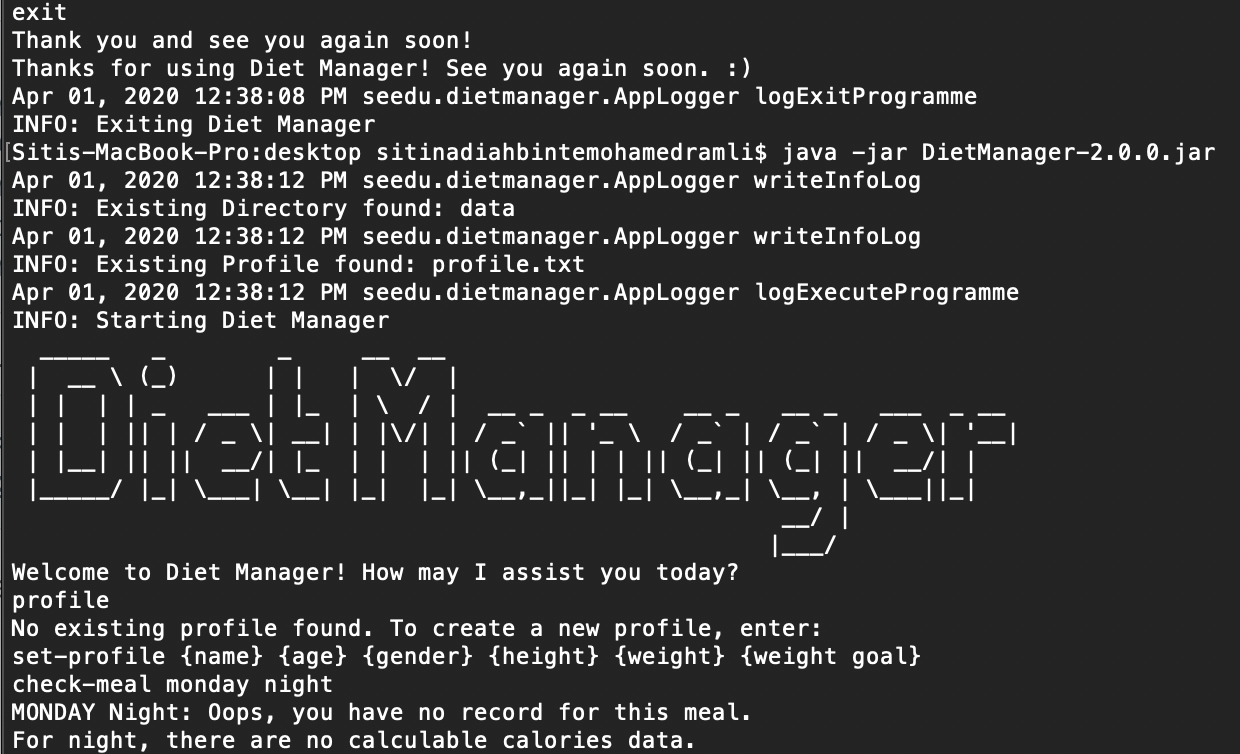 exit
Thank you and see you again soon!
Thanks for using Diet Manager! See you again soon. :)
Apr 01, 2020 12:38:08 PM seedu.dietmanager.AppLogger logExitProgramme
INFO: Exiting Diet Manager
[Sitis-MacBook-Pro:desktop sitinadiahbintemohamedramli$ java -jar DietManager-2.0.0.jar
Apr 01, 2020 12:38:12 PM seedu.dietmanager.AppLogger writeInfoLog
INFO: Existing Directory found: data
Apr 01, 2020 12:38:12 PM seedu.dietmanager.AppLogger writeInfoLog
INFO: Existing Profile found: profile.txt
Apr 01, 2020 12:38:12 PM seedu.dietmanager.AppLogger logExecuteProgramme
INFO: Starting Diet Manager
DietManager
Welcome to Diet Manager! How may I assist you today?
profile
No existing profile found. To create a new profile, enter:
set-profile {name} {age} {gender} {height} {weight} {weight goal}
check-meal monday night
MONDAY Night: Oops, you have no record for this meal.
For night, there are no calculable calories data.